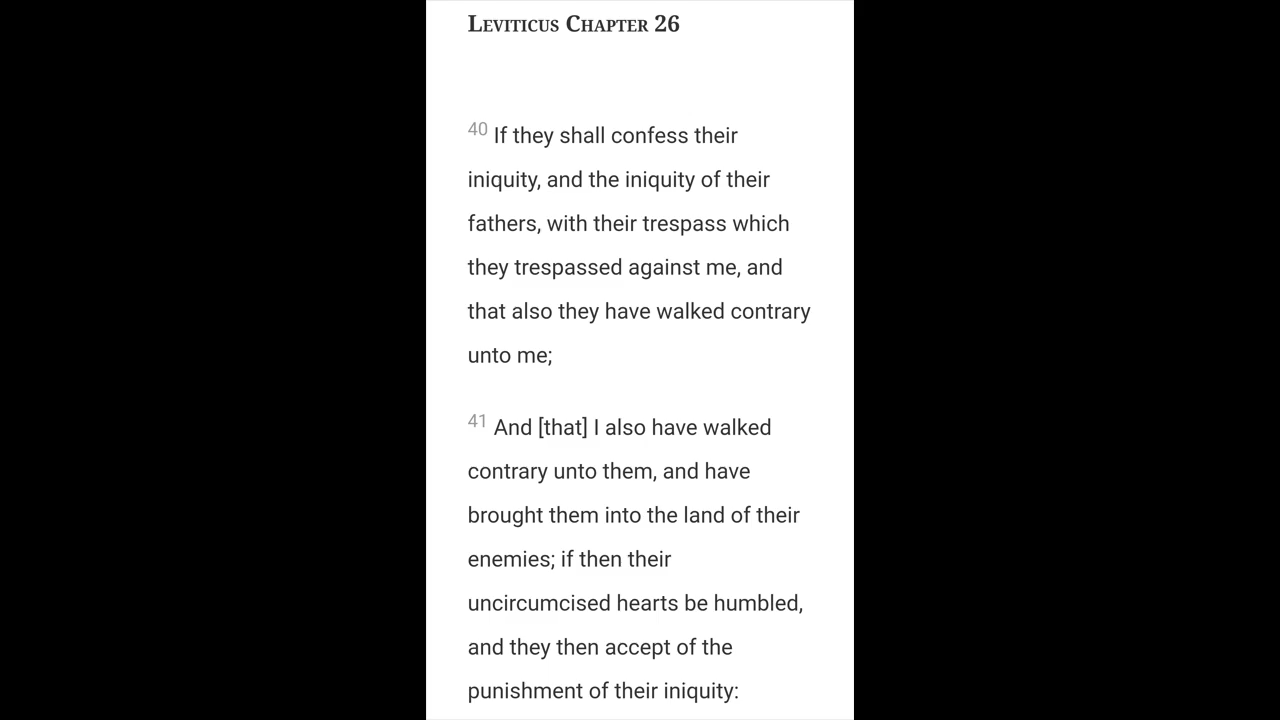 Leviticus Chapter 26
40 If they shall confess their
iniquity, and the iniquity of their
fathers, with their trespass which
they trespassed against me, and
that also they have walked contrary
unto me;
41 And [that] I also have walked
contrary unto them, and have
brought them into the land of their
enemies; if then their
uncircumcised hearts be humbled,
and they then accept of the
punishment of their iniquity: